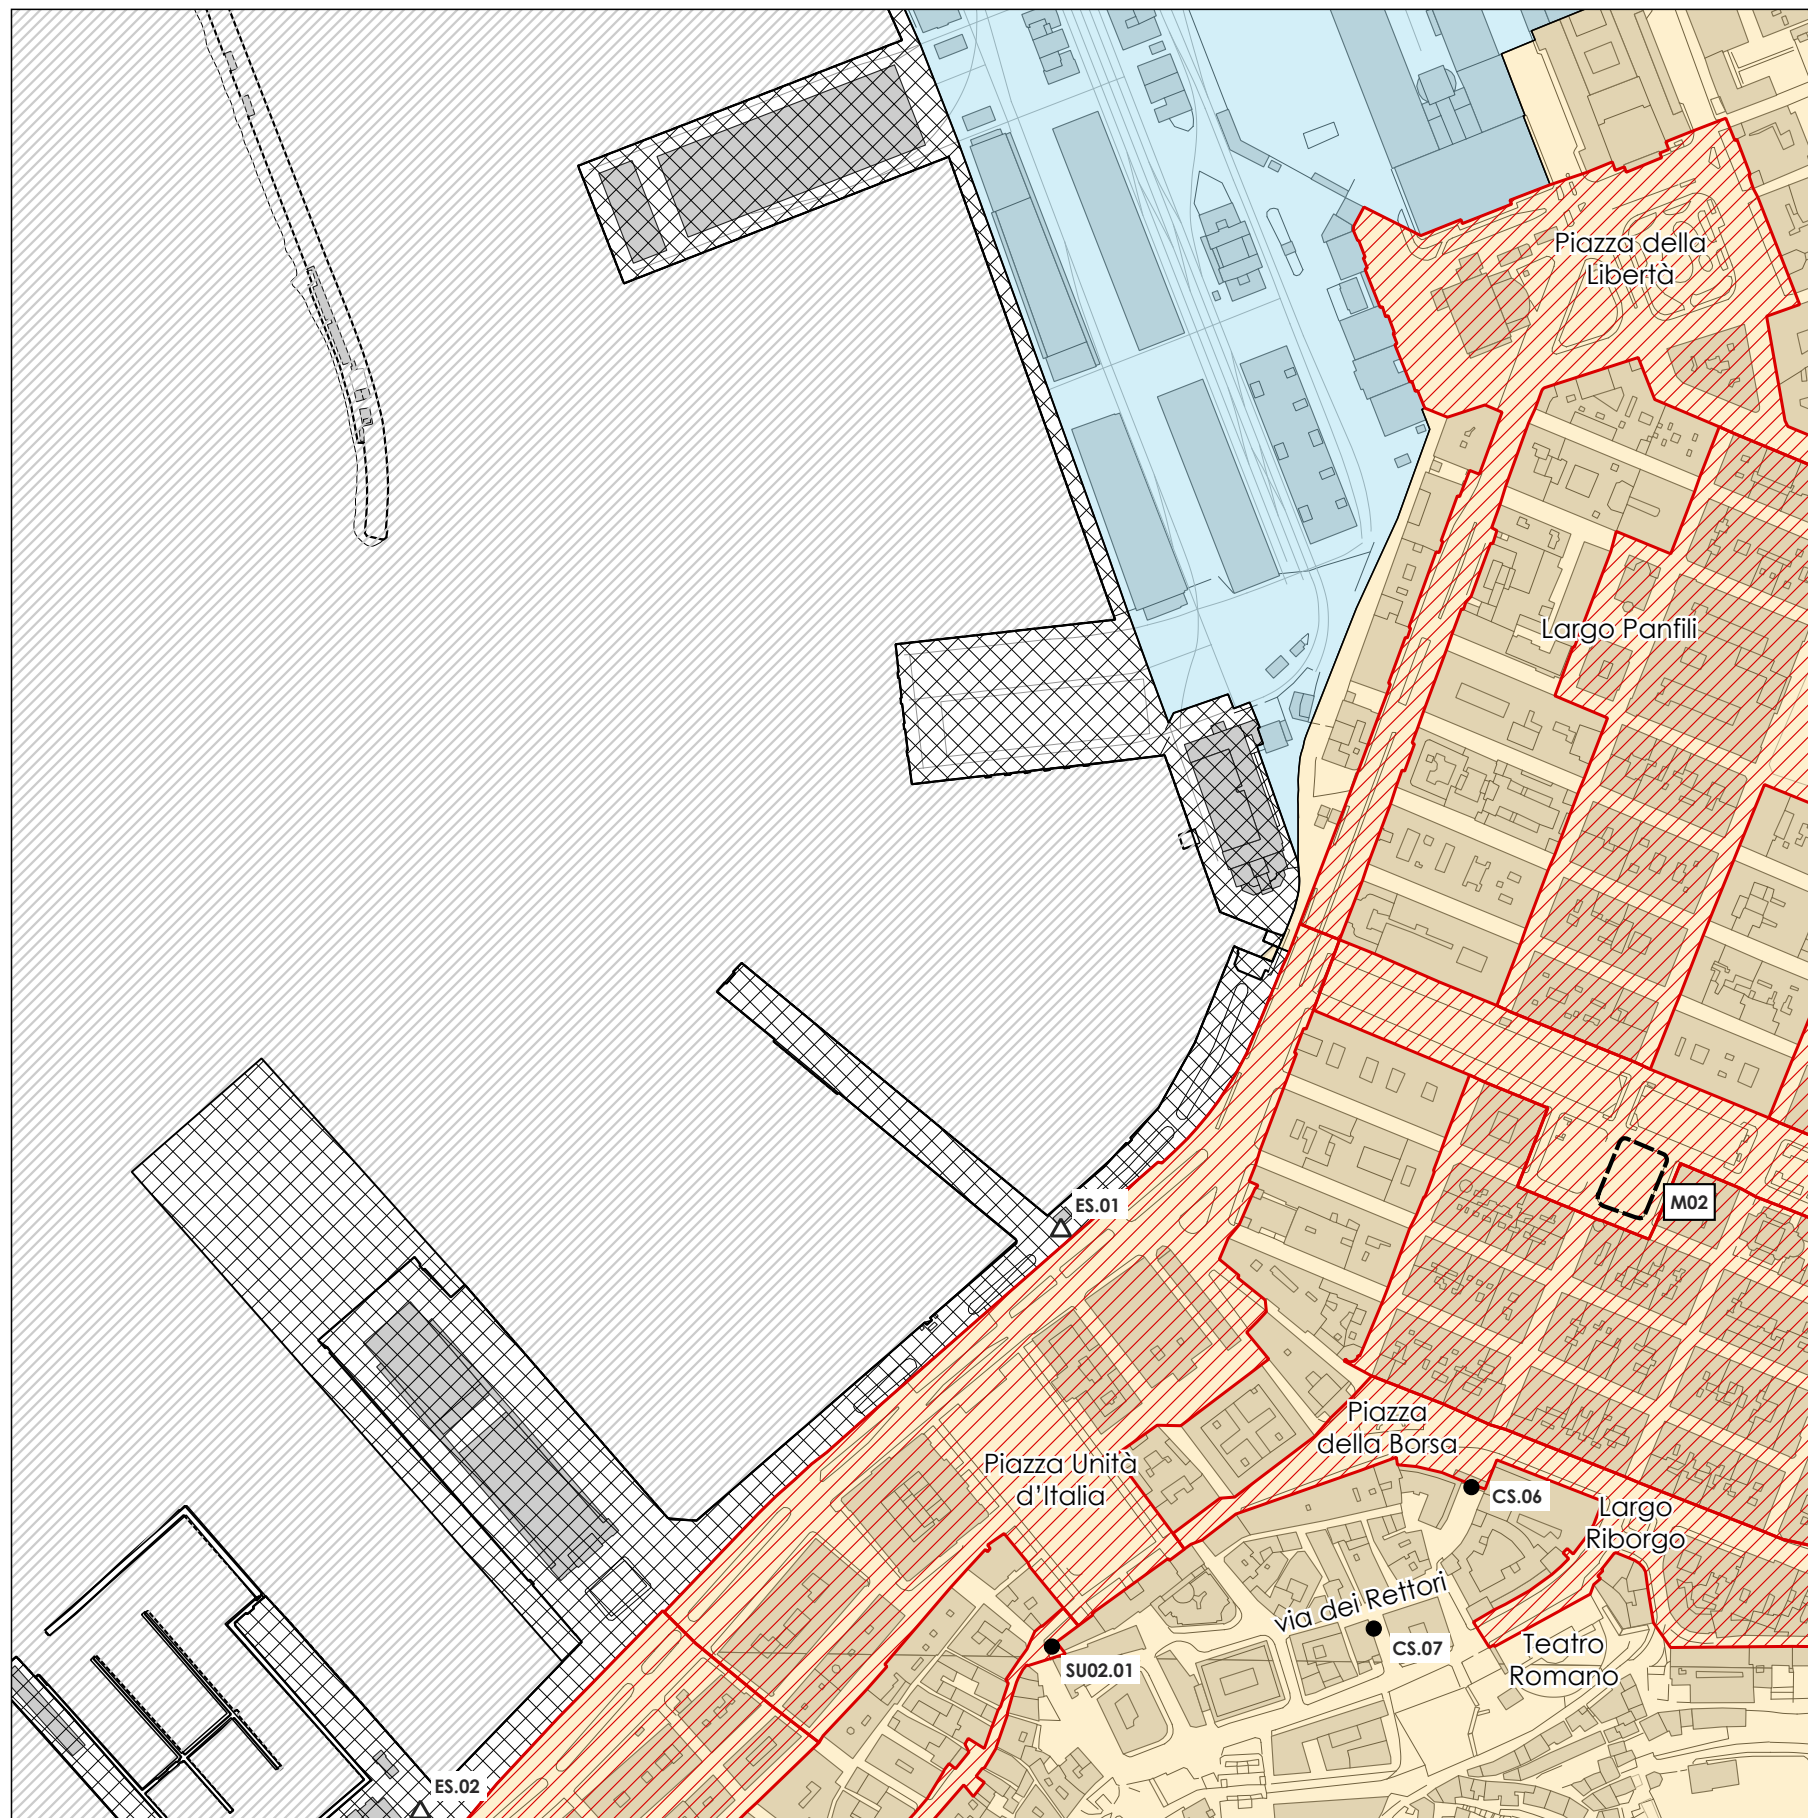 Piazza della
Libertà
Largo Panfili
M02
ES.01
Piazza
della Borsa
Piazza Unità
d'Italia
CS.06
Largo
Riborgo
via dei Rettori
CS.07
Teatro
Romano
SU02.01
ES.02